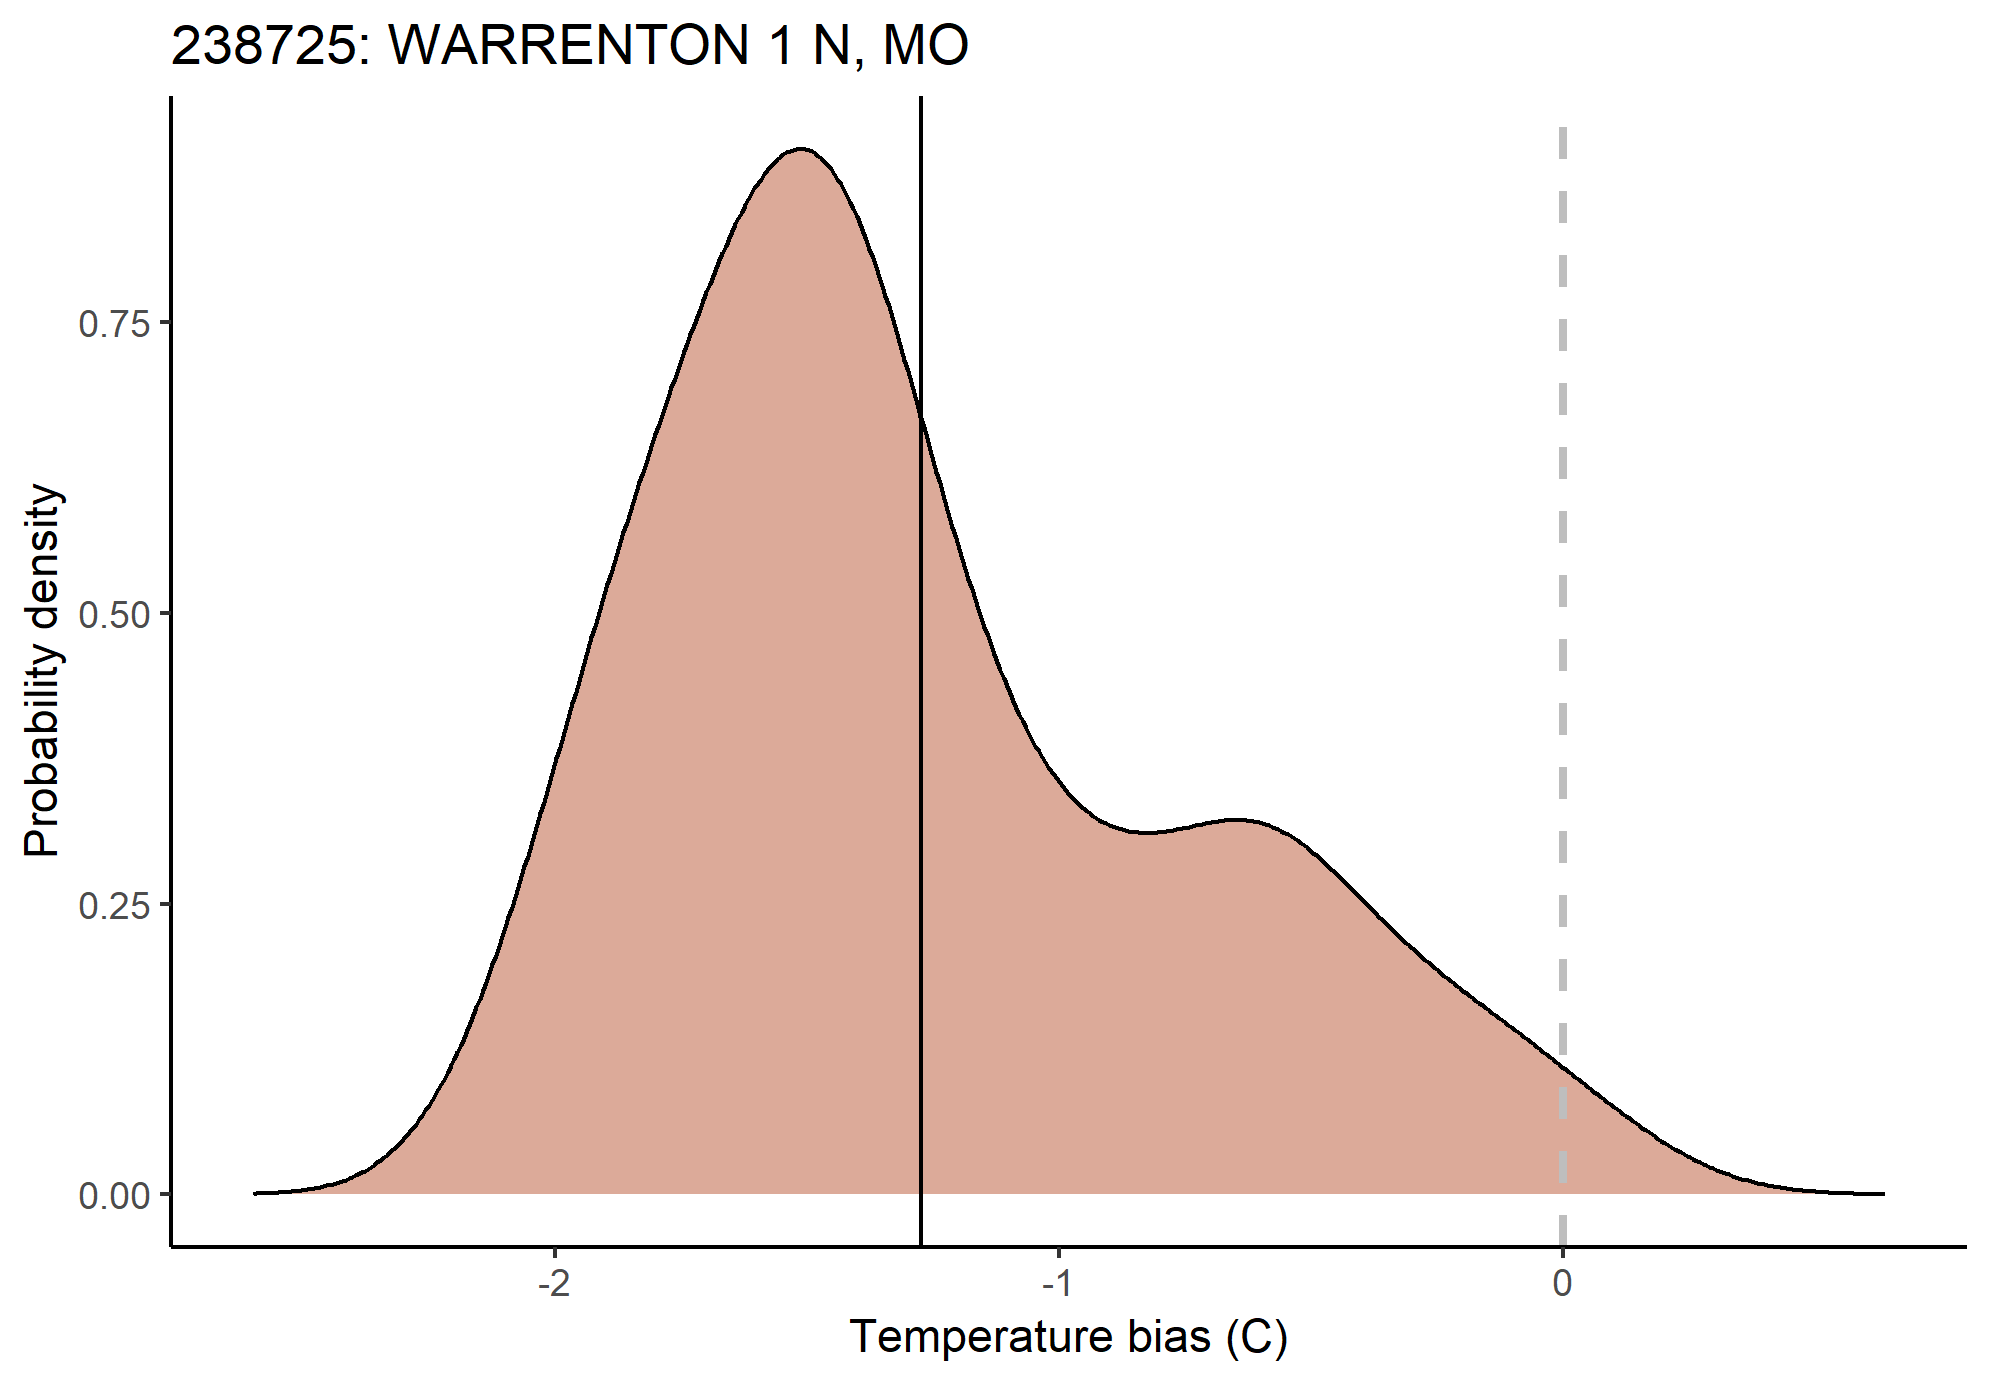 238725: WARRENTON 1 N, MO
Probability density
0.75
0.50
0.25
0.00
-2
-1
0
Temperature bias (C)